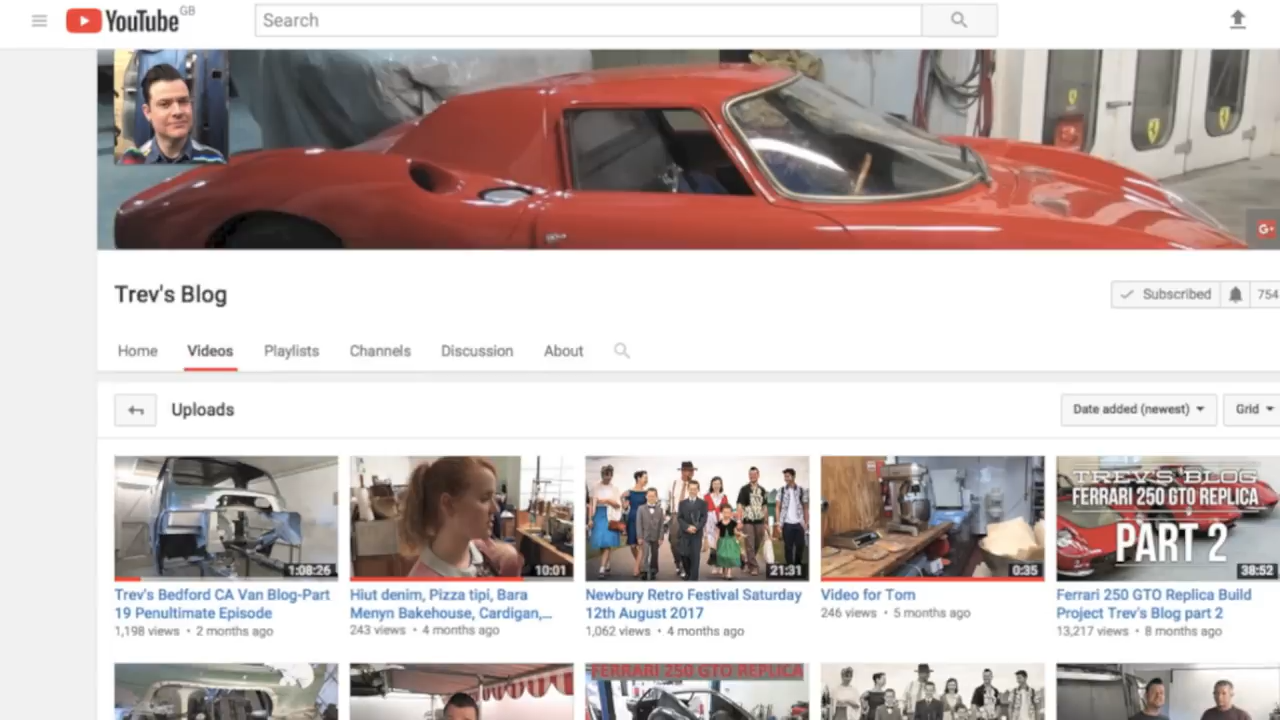 YouTube GB
Search
G+
Trev's Blog
Subscribed 754
Home Videos Playlists Channels Discussion About
Uploads
Date added (newest) Grid
1:08:26
10:01
21:31
0:35
TREV'S BLOG
FERRARI 250 GTO REPLICA
PART 2
38:52
Trev's Bedford CA Van Blog-Part
19 Penultimate Episode
1,198 views • 2 months ago
Hiut denim, Pizza tipi, Bara
Menyn Bakehouse, Cardigan,...
243 views • 4 months ago
Newbury Retro Festival Saturday
12th August 2017
1,062 views • 4 months ago
Video for Tom
246 views • 5 months ago
Ferrari 250 GTO Replica Build
Project Trev's Blog part 2
13,217 views • 8 months ago
FERRARI 250 GTO REPLICA